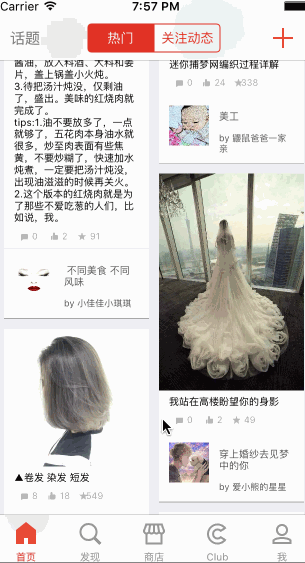 Carrier
7:57 PM
话题
热门
关注动态
酱油，放入料酒、大料和姜
片，盖上锅盖小火炖。
3.待把汤汁炖没，仅剩油
了，盛出。美味的红烧肉就
完成了。
tips:1.油不要放多了，一点
就够了，五花肉本身油水就
很多，炒至肉表面有些焦
黄，不要炒糊了，快速加水
炖煮，一定要把汤汁炖没，
出现油滋滋的时候再关火。
2.这个版本的红烧肉就是为
了那些不爱吃葱的人们，比
如说，我。
0 2 91
不同美食 不同
风味
by 小佳佳小琪琪
▲卷发 染发 短发
8 18 549
迷你捕梦网编织过程详解
0 24 338
美工
by 鼹鼠爸爸一家
亲
我站在高楼盼望你的身影
0 2 49
穿上婚纱去见梦
中的你
by 爱小熊的星星
首页
发现
商店
Club
我